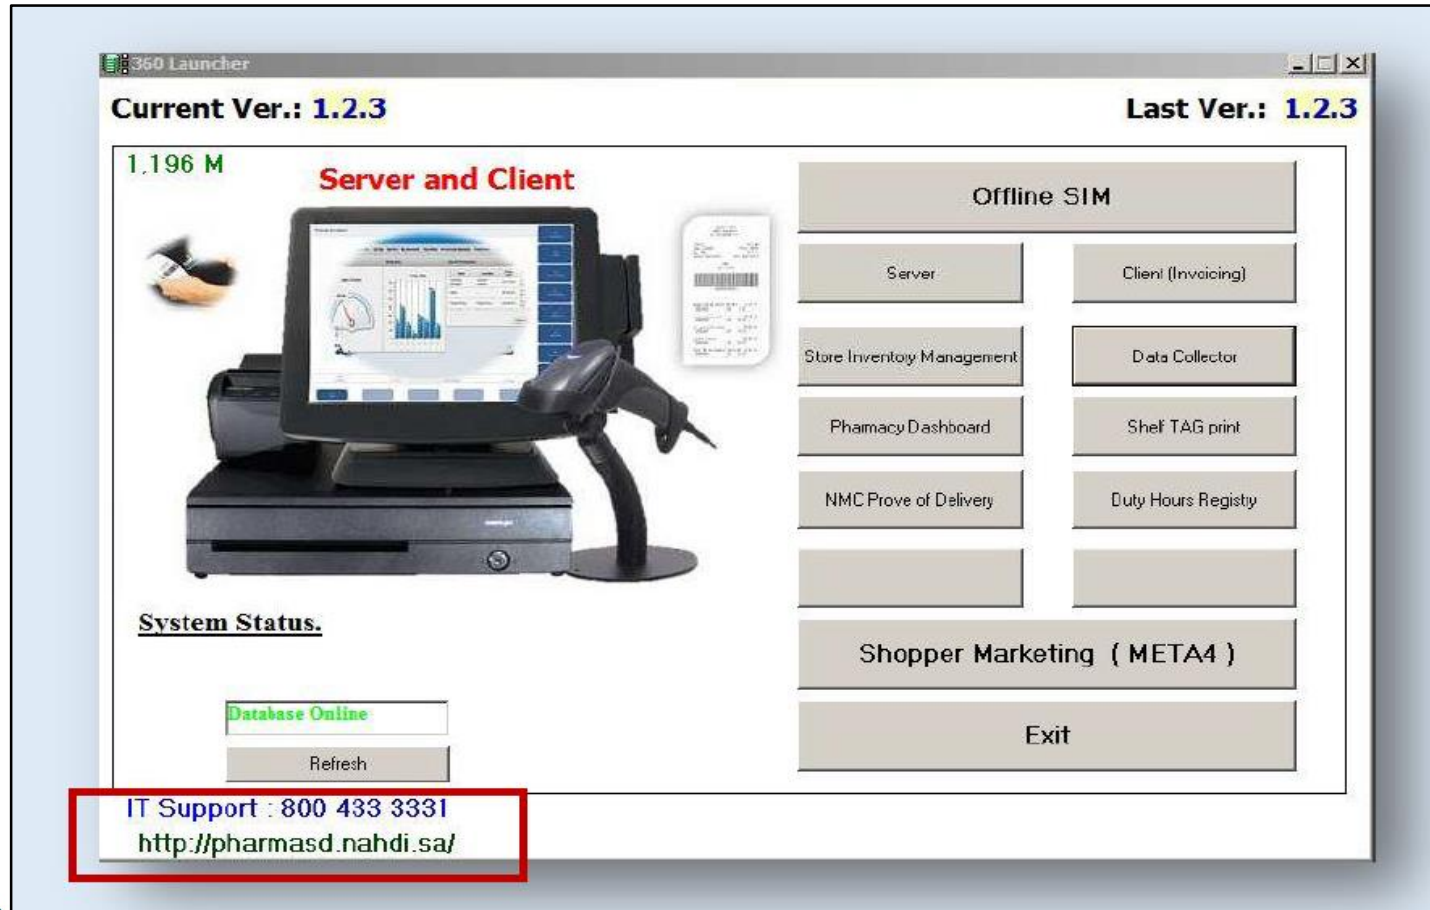 360 Launcher
Current Ver.: 1.2.3
Last Ver.: 1.2.3
1,196 M
Server and Client
Offline SIM
Server
Client (Invoicing)
Store Inventory Management
Data Collector
Pharmacy Dashboard
Shelf TAG print
NMC Prove of Delivery
Duty Hours Registry
System Status.
Shopper Marketing ( META4 )
Database Online
Refresh
Exit
IT Support : 800 433 3331
http://pharmasd.nahdi.sa/